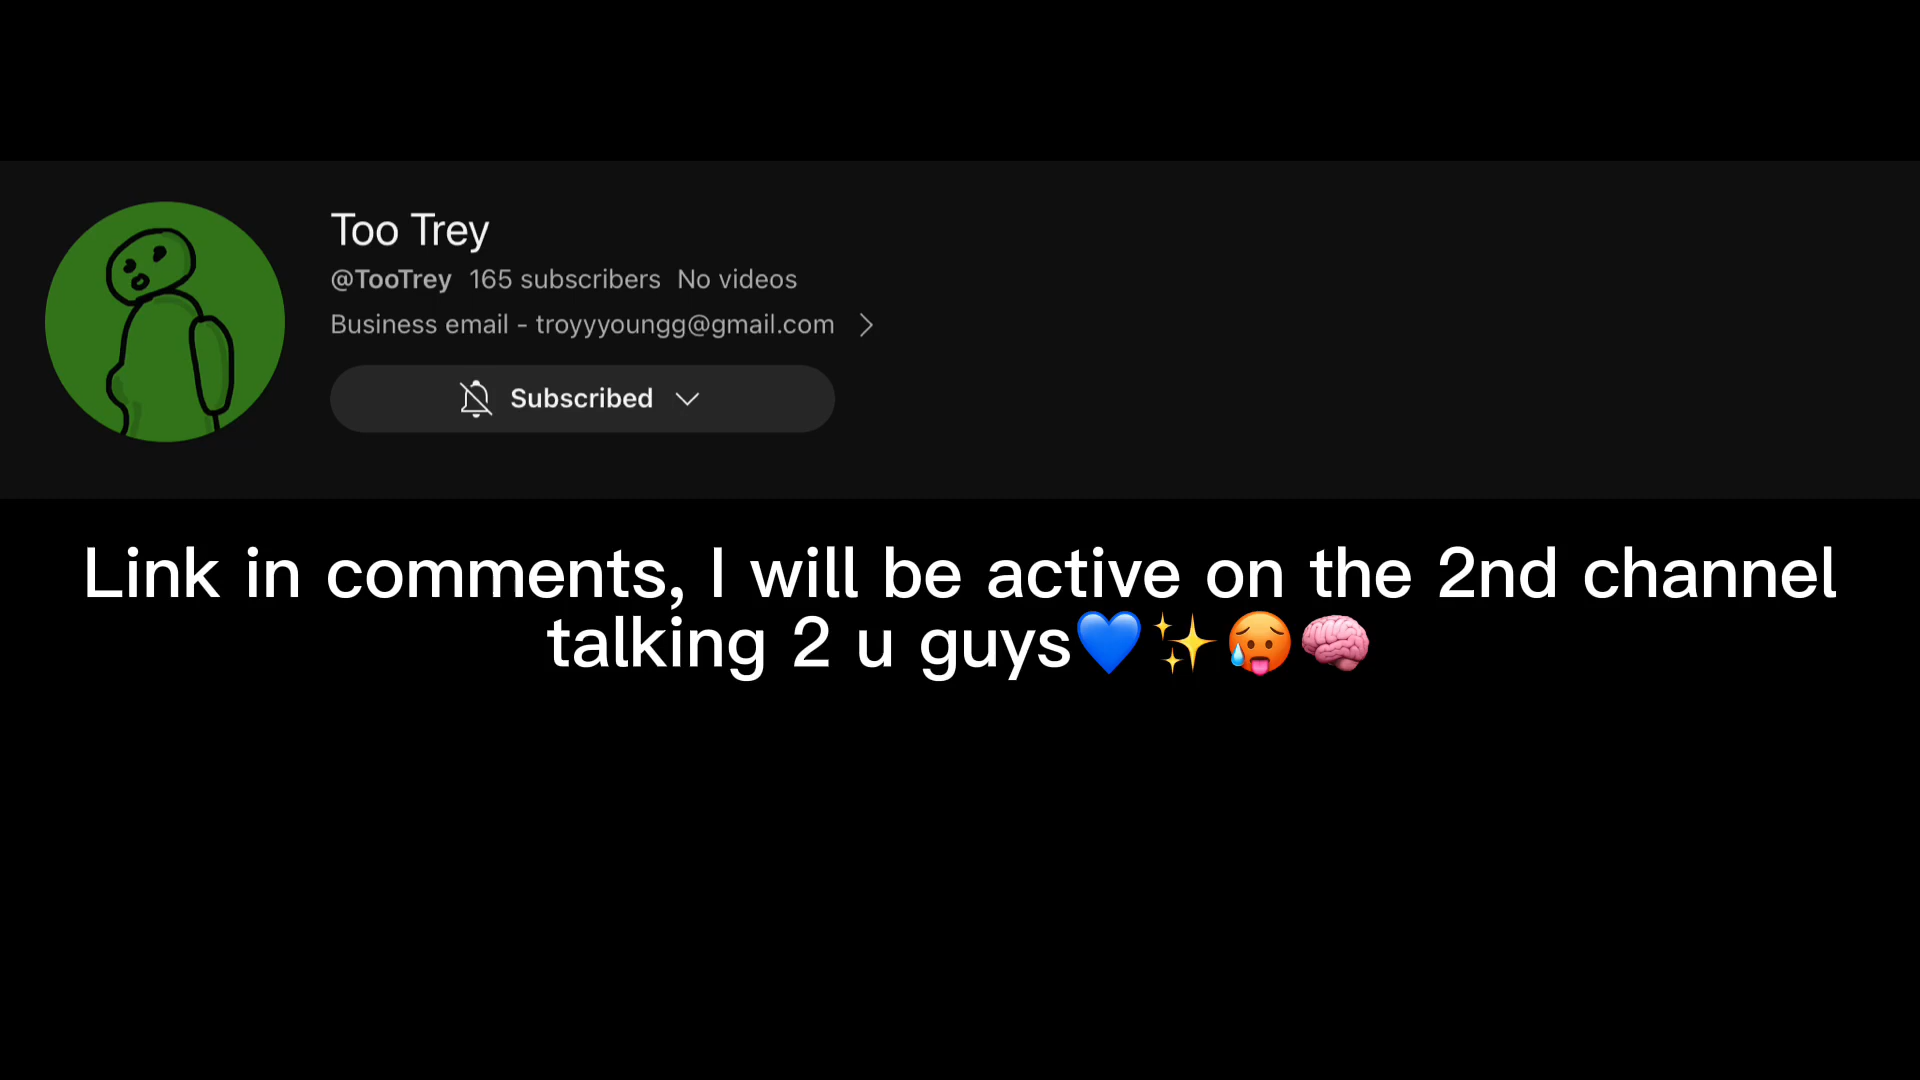 Too Trey
@TooTrey 165 subscribers No videos
Business email - troyyyoungg@gmail.com
Subscribed
Link in comments, I will be active on the 2nd channel
talking 2 u guys💙✨🥵🧠